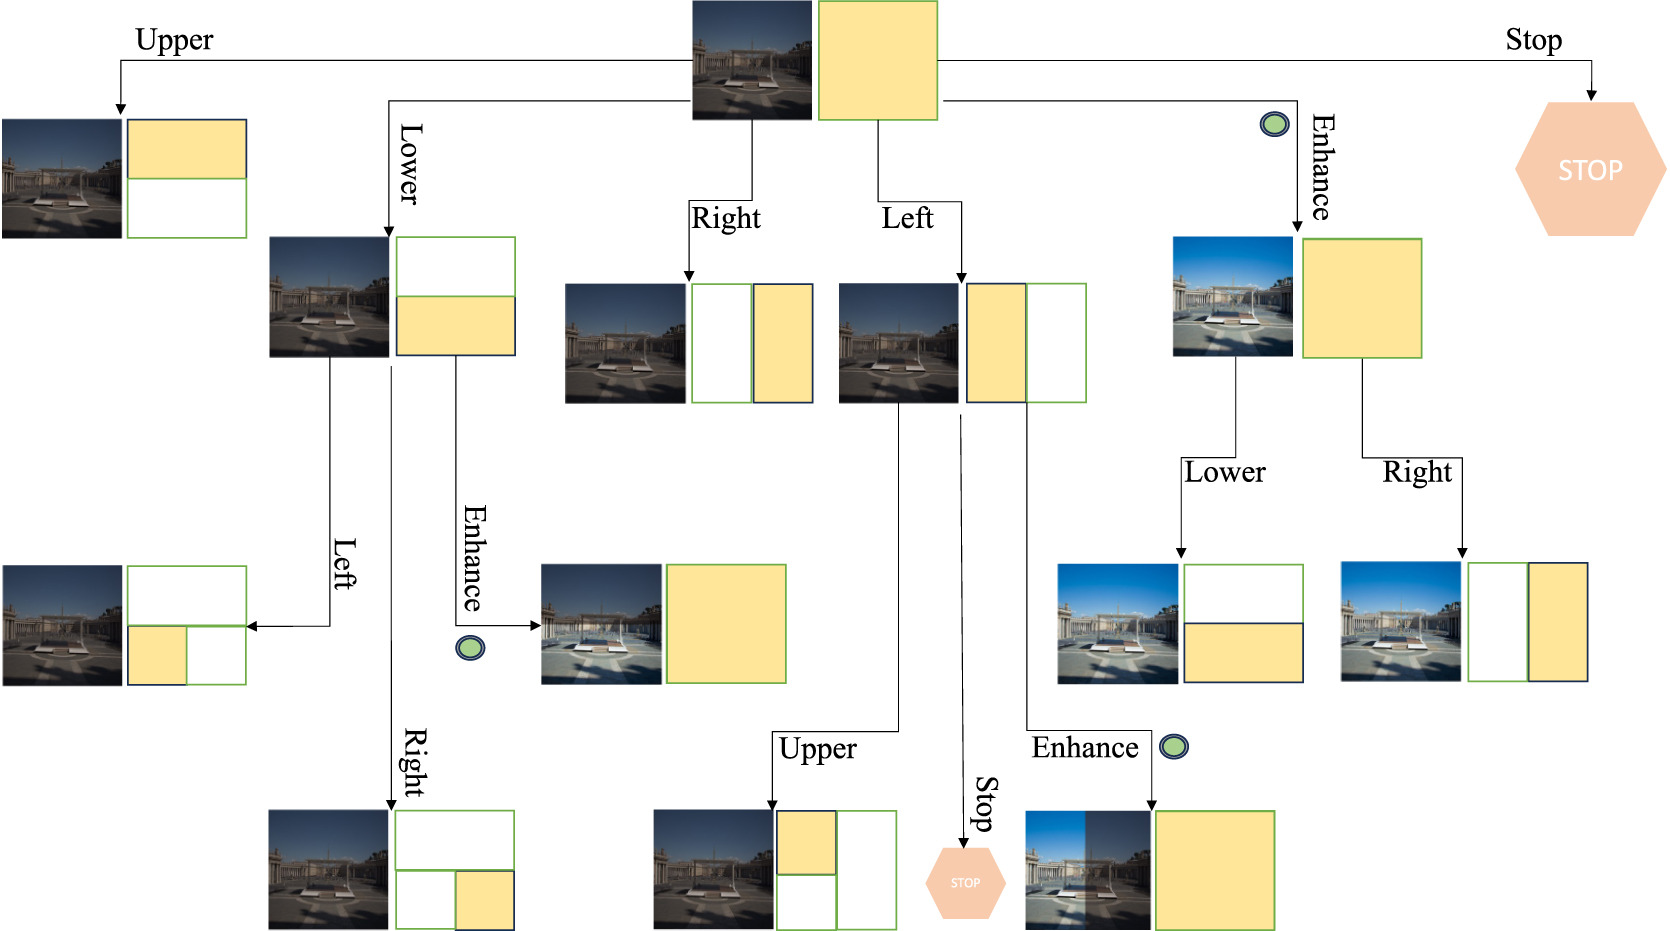 Upper
Stop
Lower
Enhance
STOP
Right
Left
Lower
Right
Enhance
Left
Right
Upper
Enhance
Stop
STOP